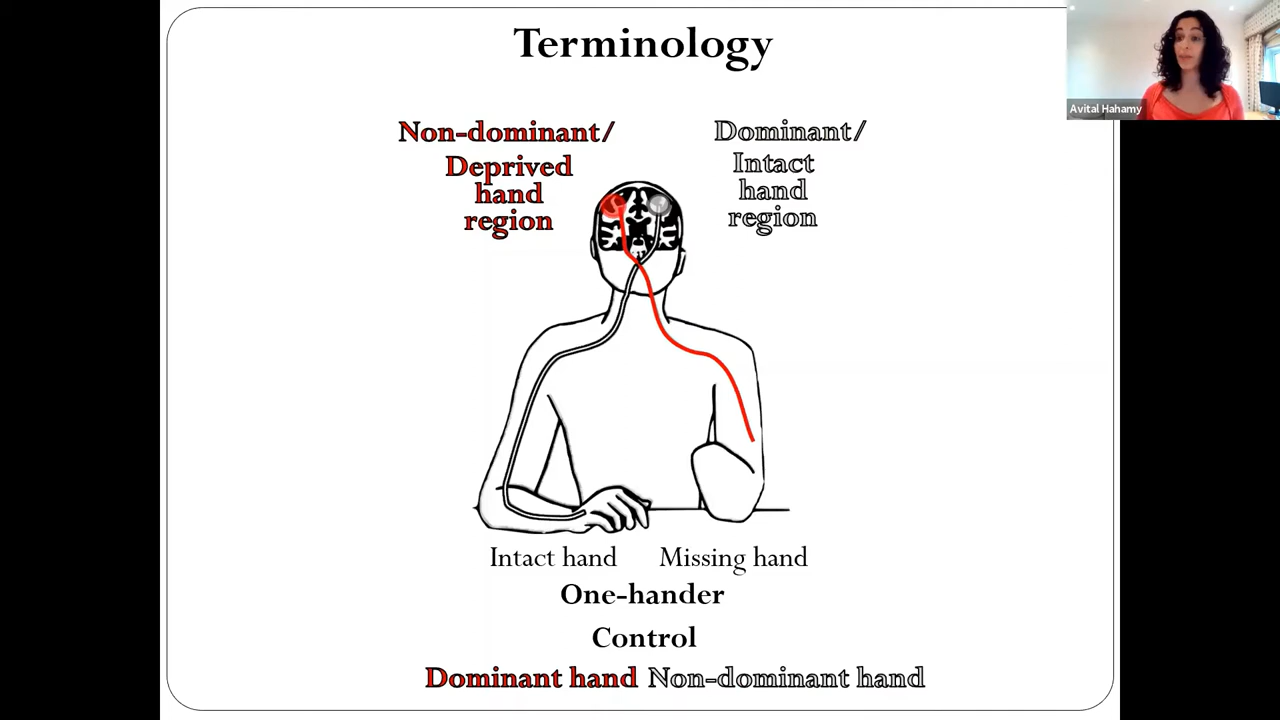 Terminology
Avital Hahamy
Non-dominant/
Deprived
hand
region
Dominant/
Intact
hand
region
Intact hand
Missing hand
One-hander
Control
Dominant hand
Non-dominant hand